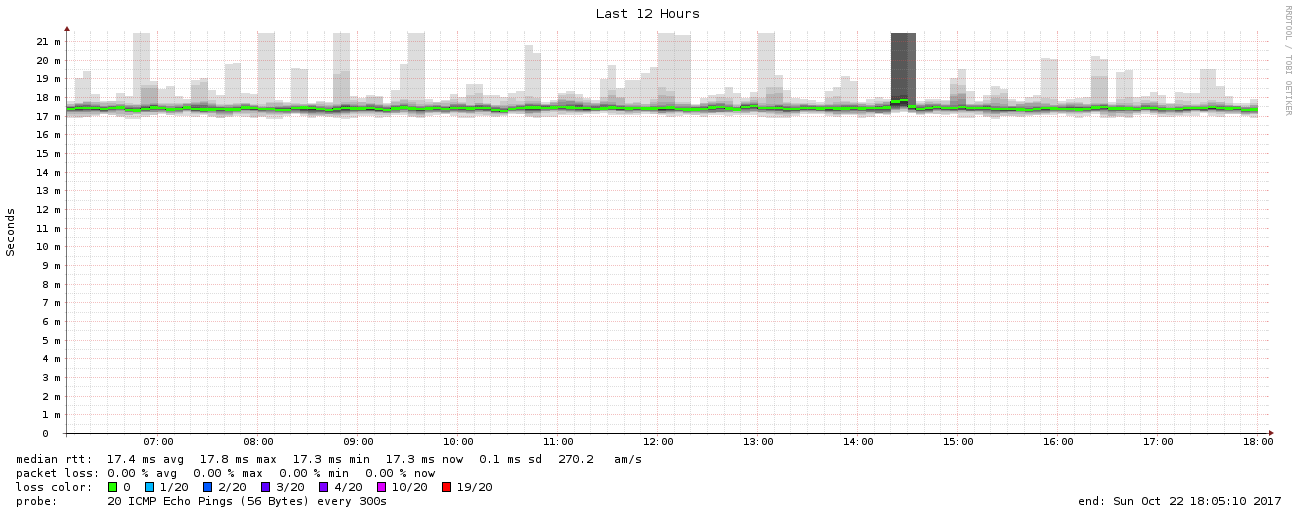 Last 12 Hours
RRDTOOL / TOBI OETIKER
Seconds
21 m
20 m
19 m
18 m
17 m
16 m
15 m
14 m
13 m
12 m
11 m
10 m
9 m
8 m
7 m
6 m
5 m
4 m
3 m
2 m
1 m
0
07:00 08:00 09:00 10:00 11:00 12:00 13:00 14:00 15:00 16:00 17:00 18:00
median rtt: 17.4 ms avg 17.8 ms max 17.3 ms min 17.3 ms now 0.1 ms sd 270.2 am/s
packet loss: 0.00 % avg 0.00 % max 0.00 % min 0.00 % now
loss color: 0 1/20 2/20 3/20 4/20 10/20 19/20
probe: 20 ICMP Echo Pings (56 Bytes) every 300s end: Sun Oct 22 18:05:10 2017